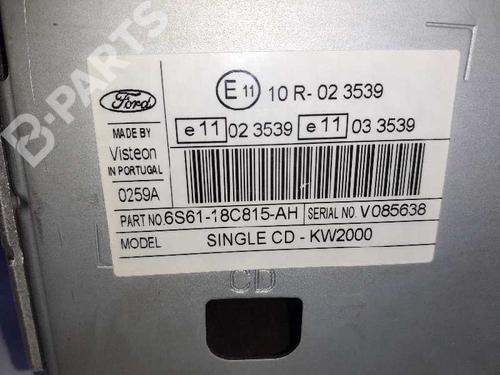 B-PARTS
Ford
E 11 10 R- 02 3539
e 11 02 3539 e 11 03 3539
MADE BY
Visteon
IN PORTUGAL
0259A
PART NO. 6S61-18C815-AH SERIAL NO. V 085638
MODEL SINGLE CD - KW2000
CD